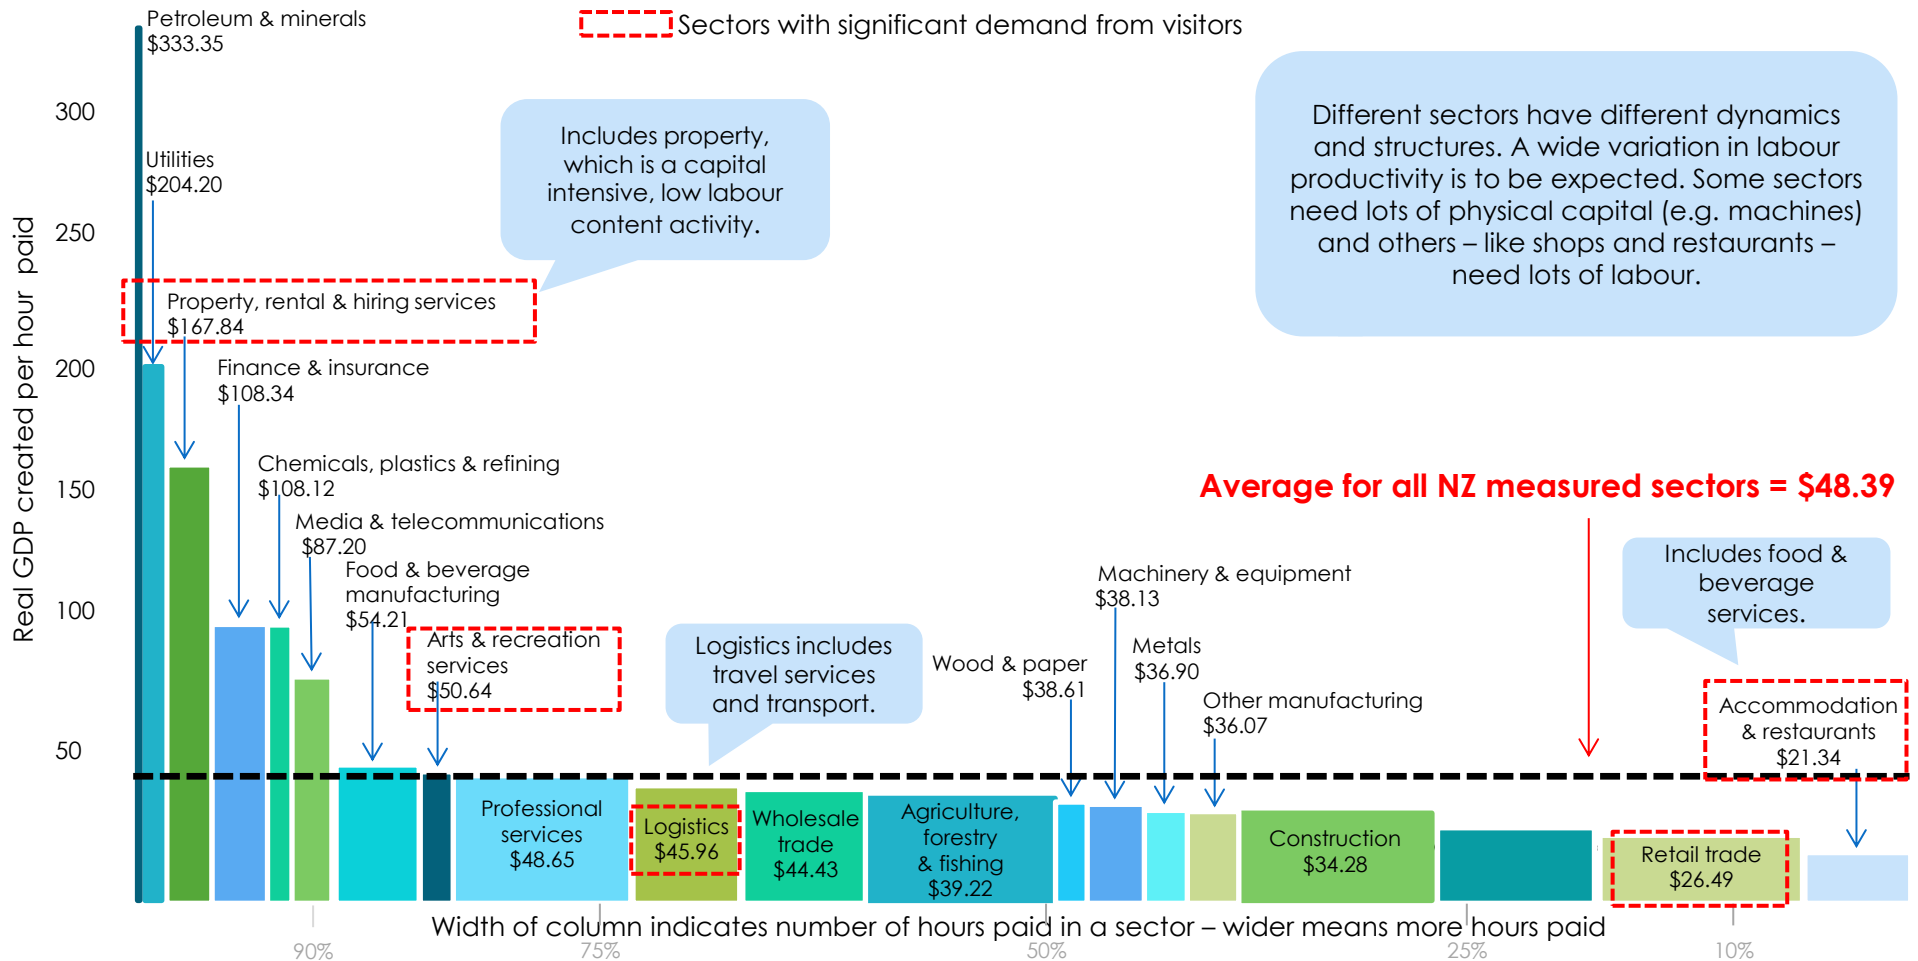 Petroleum & minerals
$333.35
Sectors with significant demand from visitors
Different sectors have different dynamics
and structures. A wide variation in labour
productivity is to be expected. Some sectors
need lots of physical capital (e.g. machines)
and others – like shops and restaurants –
need lots of labour.
Includes property,
which is a capital
intensive, low labour
content activity.
Real GDP created per hour paid
300
250
200
150
100
50
Utilities
$204.20
Property, rental & hiring services
$167.84
Finance & insurance
$108.34
Chemicals, plastics & refining
$108.12
Media & telecommunications
$87.20
Food & beverage
manufacturing
$54.21
Arts & recreation
services
$50.64
Logistics includes
travel services
and transport.
Average for all NZ measured sectors = $48.39
Includes food &
beverage
services.
Wood & paper
$38.61
Machinery & equipment
$38.13
Metals
$36.90
Other manufacturing
$36.07
Accommodation
& restaurants
$21.34
Professional
services
$48.65
Logistics
$45.96
Wholesale
trade
$44.43
Agriculture,
forestry
& fishing
$39.22
Construction
$34.28
Retail trade
$26.49
Width of column indicates number of hours paid in a sector – wider means more hours paid
90%
75%
50%
25%
10%